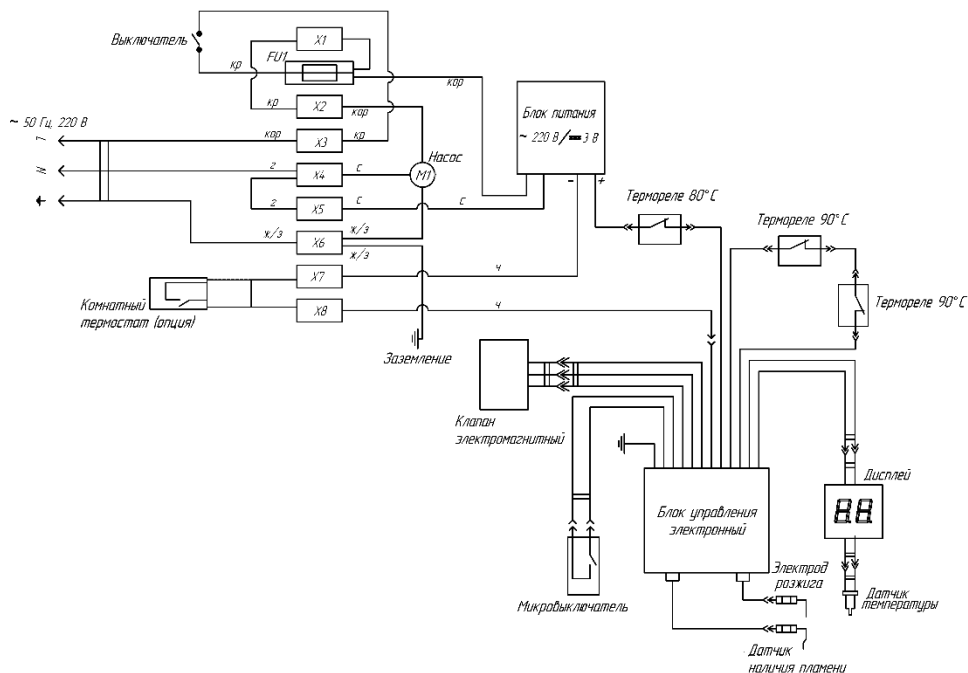 Выключатель
X1
FU1
кр
кор
кр
X2
кор
~ 50 Гц, 220 В
L
кор
X3
кр
N
г
X4
с
Насос
M1
г
X5
с
с
ж/з
X6
ж/з
ж/з
X7
ч
X8
ч
Комнатный
термостат (опция)
Заземление
Блок питания
~ 220 В/ 3 В
-
+
Термореле 80°C
Термореле 90°C
Термореле 90°C
Клапан
электромагнитный
Микровыключатель
Блок управления
электронный
Дисплей
88
Электрод
розжига
Датчик
температуры
Датчик
наличия пламени